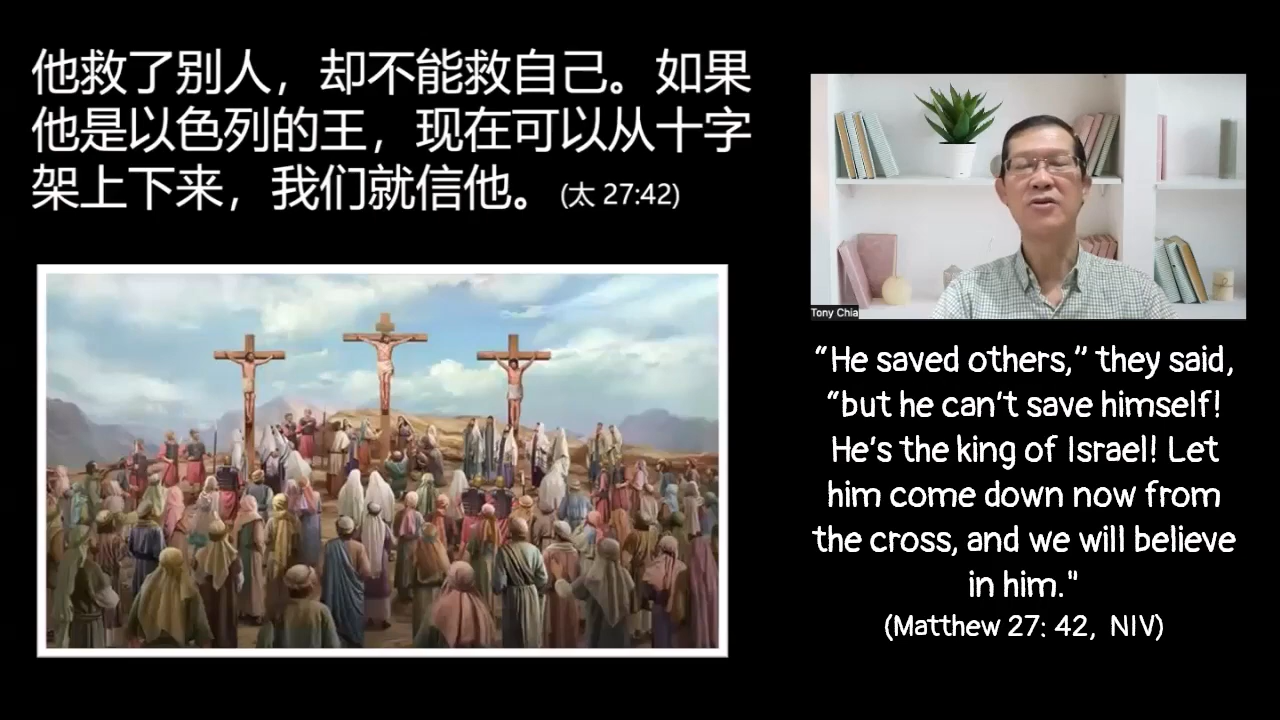 他救了别人，却不能救自己。如果
他是以色列的王，现在可以从十字
架上下来，我们就信他。(太 27:42)
Tony Chia
“He saved others,” they said,
“but he can’t save himself!
He’s the king of Israel! Let
him come down now from
the cross, and we will believe
in him."
(Matthew 27: 42, NIV)